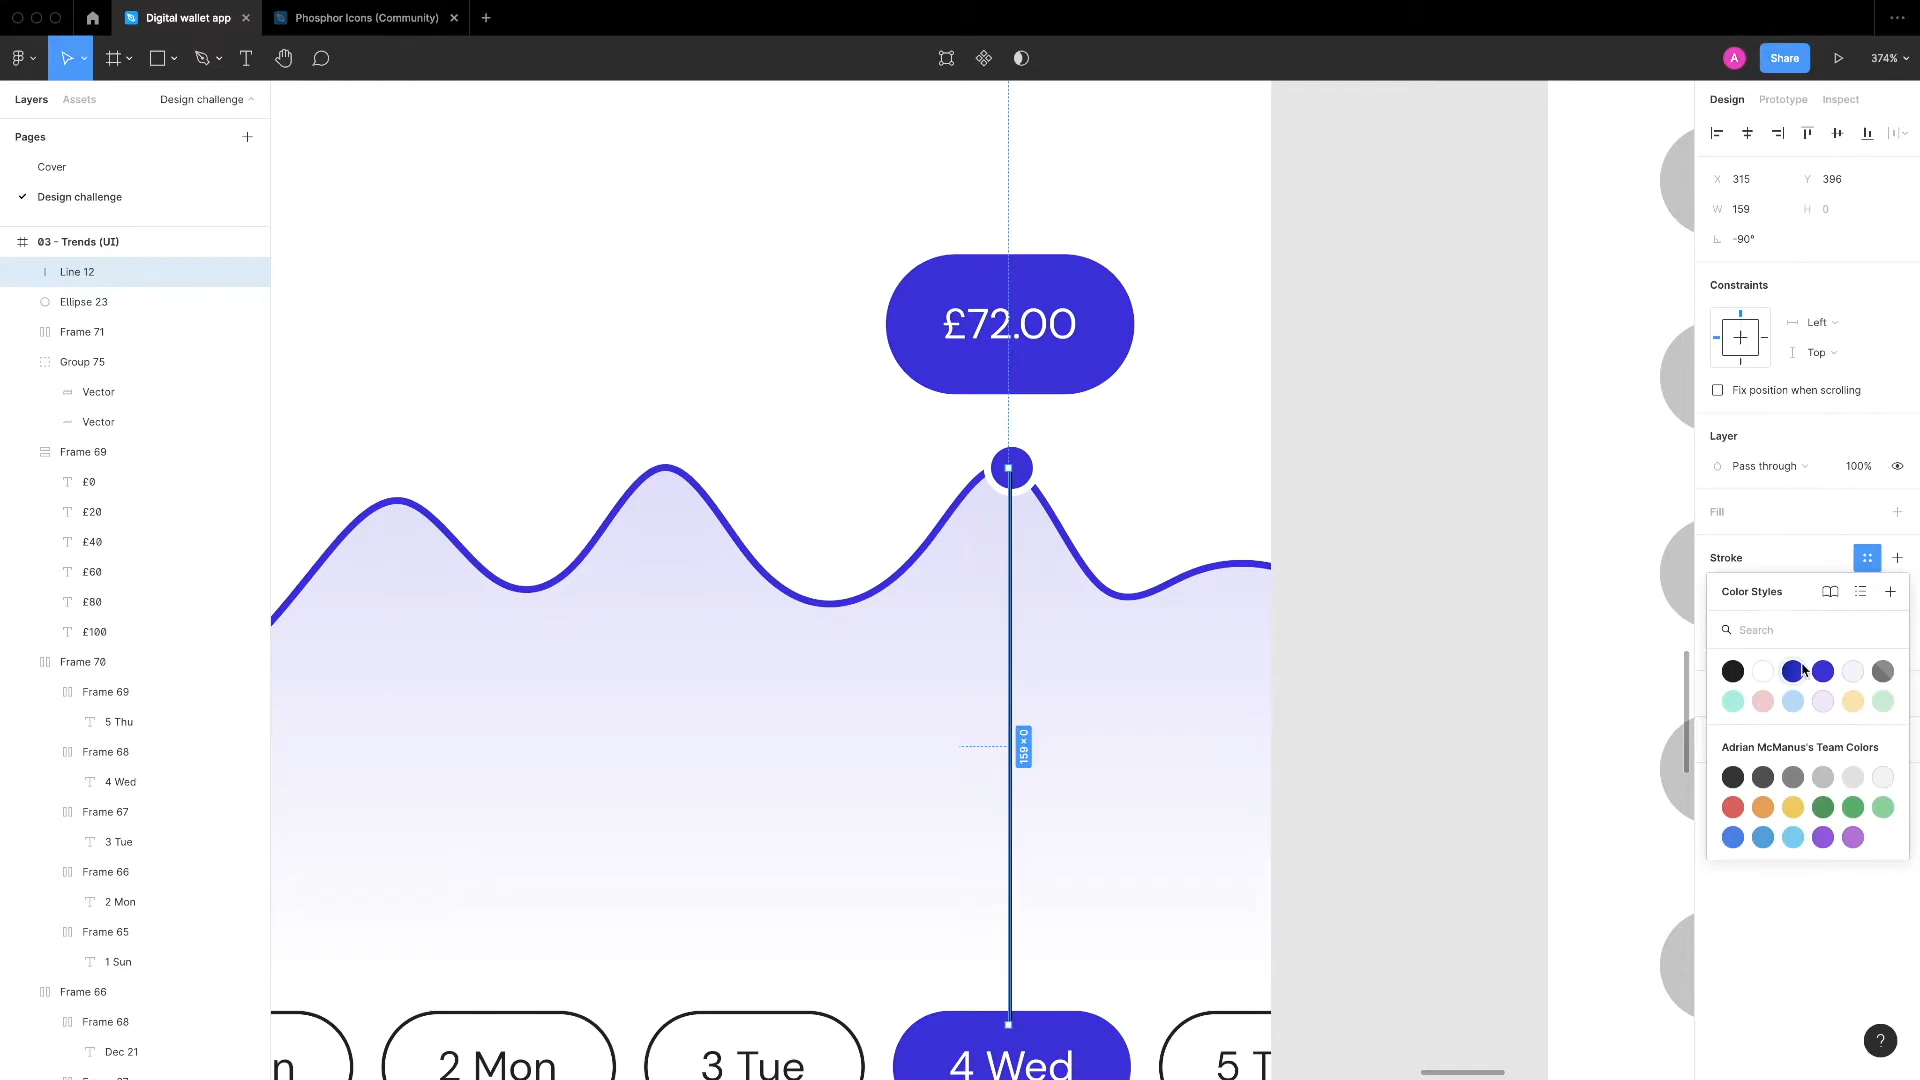 Digital wallet app
Phosphor Icons (Community)
T
A
Share
374%
Layers
Assets
Design challenge
Pages
Cover
Design challenge
03 - Trends (UI)
Line 12
Ellipse 23
Frame 71
Group 75
Vector
Vector
Frame 69
£0
£20
£40
£60
£80
£100
Frame 70
Frame 69
5 Thu
Frame 68
4 Wed
Frame 67
3 Tue
Frame 66
2 Mon
Frame 65
1 Sun
Frame 66
Frame 68
Dec 21
£72.00
159 × 0
n
2 Mon
3 Tue
4 Wed
5 T
Design
Prototype
Inspect
X 315
Y 396
W 159
H 0
-90°
Constraints
Left
Top
Fix position when scrolling
Layer
Pass through
100%
Fill
Stroke
Color Styles
Search
Adrian McManus's Team Colors
?